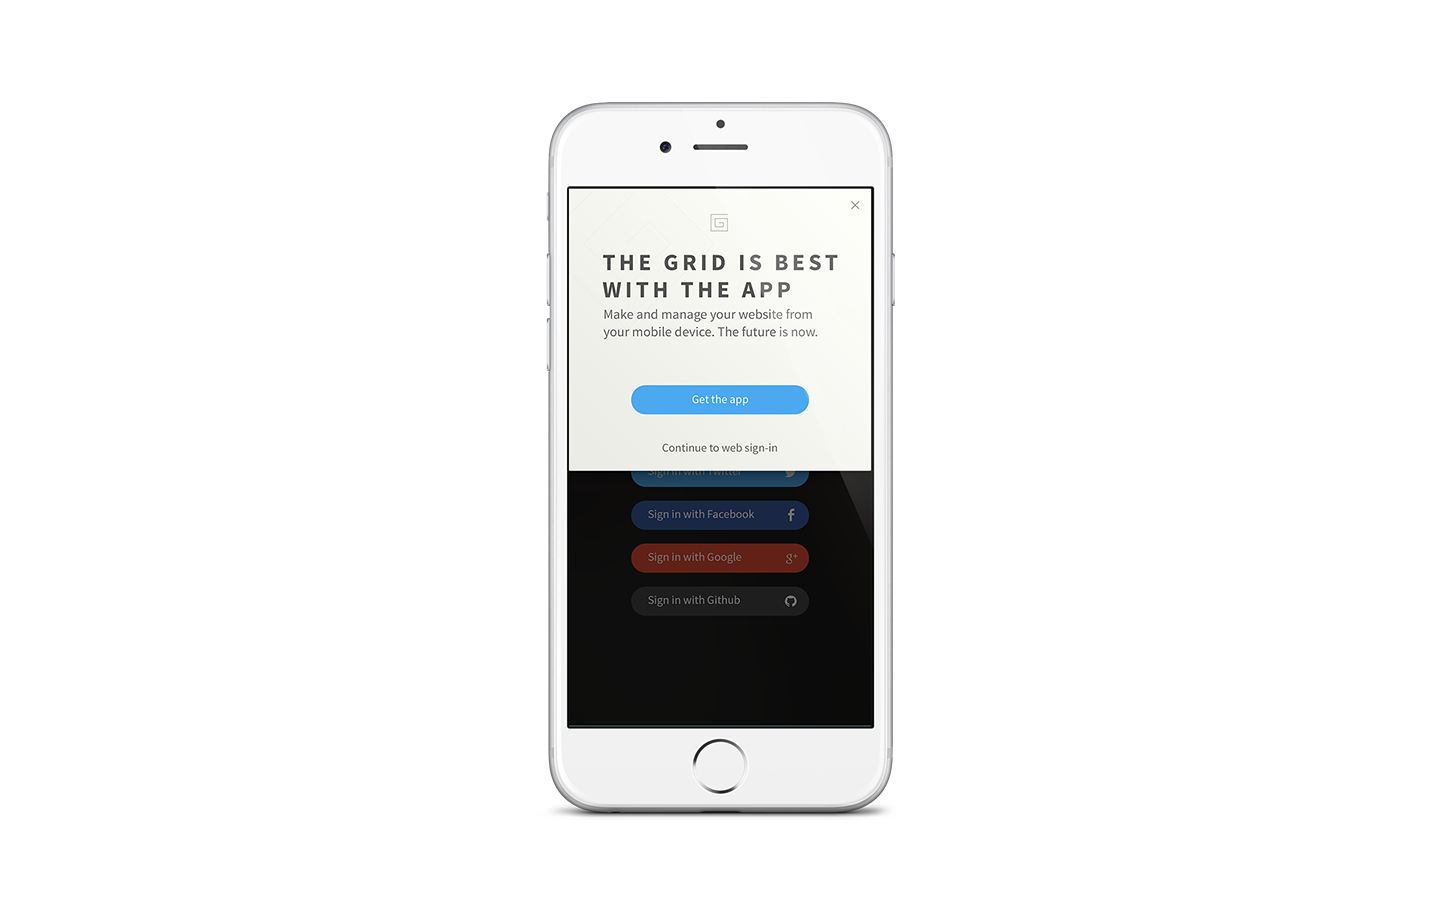 THE GRID IS BEST
WITH THE APP
Make and manage your website from
your mobile device. The future is now.
Get the app
Continue to web sign-in
Sign in with Twitter
Sign in with Facebook
Sign in with Google
g+
Sign in with Github